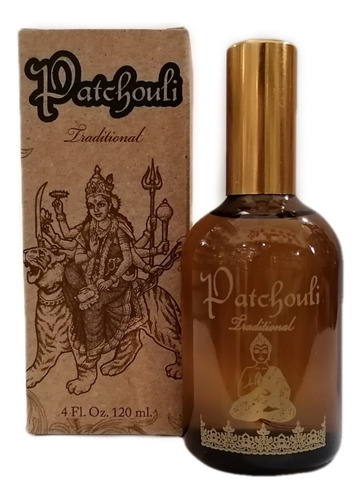 Patchouli
Traditional
4 Fl. Oz. 120 ml.
Patchouli
Traditional